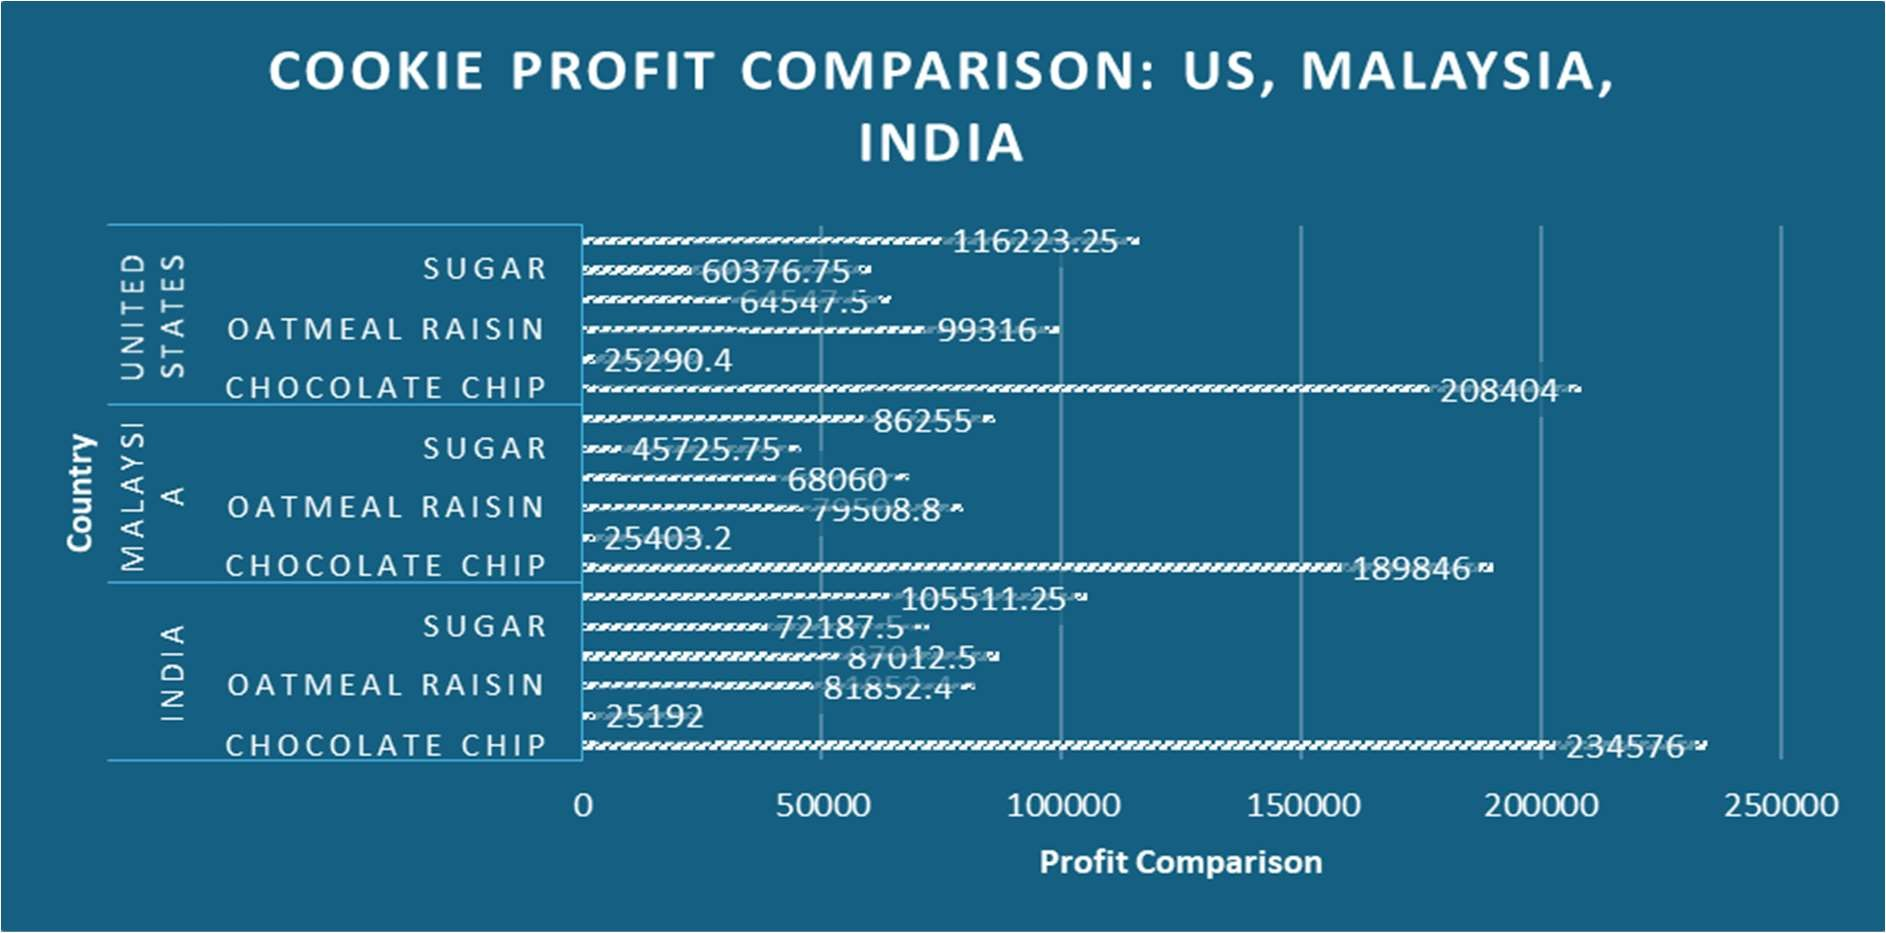 COOKIE PROFIT COMPARISON: US, MALAYSIA,
INDIA
Country
UNITED
STATES
116223.25
SUGAR 60376.75
64547.5
OATMEAL RAISIN 99316
25290.4
CHOCOLATE CHIP 208404
MALAYSI
A
86255
SUGAR 45725.75
68060
OATMEAL RAISIN 79508.8
25403.2
CHOCOLATE CHIP 189846
INDIA
105511.25
SUGAR 72187.5
87012.5
OATMEAL RAISIN 81852.4
25192
CHOCOLATE CHIP 234576
0 50000 100000 150000 200000 250000
Profit Comparison